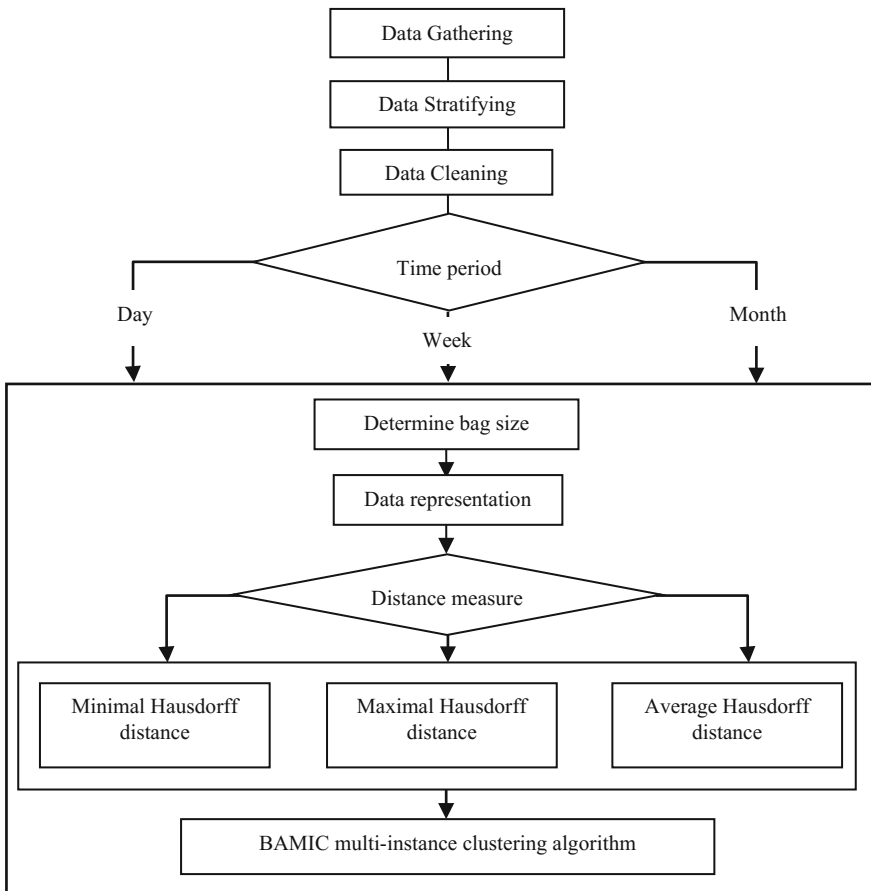 Data Gathering
Data Stratifying
Data Cleaning
Time period
Day
Week
Month
Determine bag size
Data representation
Distance measure
Minimal Hausdorff
distance
Maximal Hausdorff
distance
Average Hausdorff
distance
BAMIC multi-instance clustering algorithm